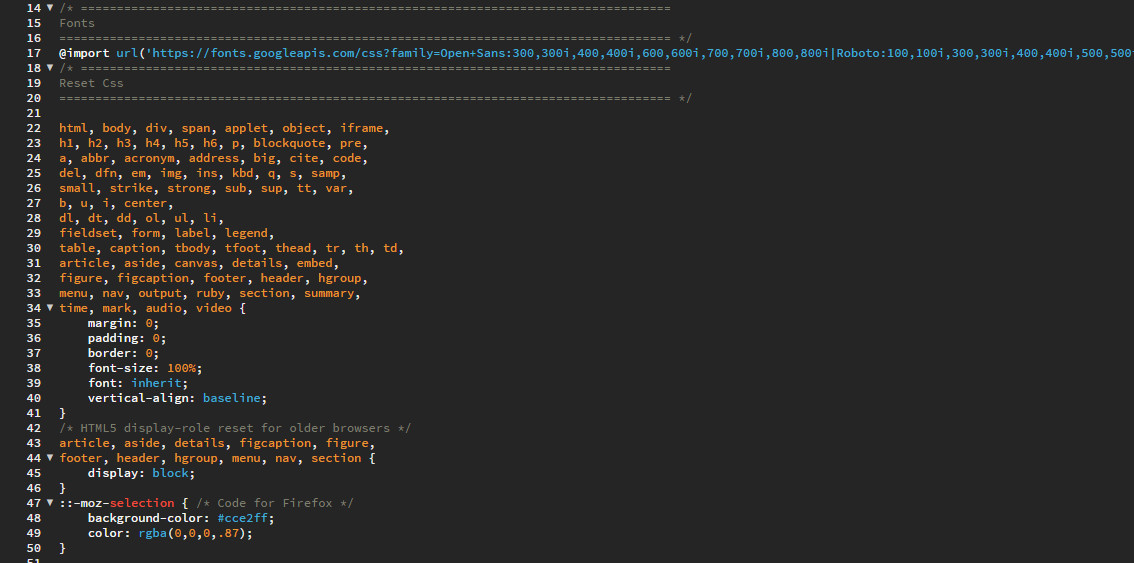 14 /* ==================================================================================
15 Fonts
16 ===================================================================================== */
17 @import url('https://fonts.googleapis.com/css?family=Open+Sans:300,300i,400,400i,600,600i,700,700i,800,800i|Roboto:100,100i,300,300i,400,400i,500,500
18 /* ==================================================================================
19 Reset Css
20 ===================================================================================== */
21
22 html, body, div, span, applet, object, iframe,
23 h1, h2, h3, h4, h5, h6, p, blockquote, pre,
24 a, abbr, acronym, address, big, cite, code,
25 del, dfn, em, img, ins, kbd, q, s, samp,
26 small, strike, strong, sub, sup, tt, var,
27 b, u, i, center,
28 dl, dt, dd, ol, ul, li,
29 fieldset, form, label, legend,
30 table, caption, tbody, tfoot, thead, tr, th, td,
31 article, aside, canvas, details, embed,
32 figure, figcaption, footer, header, hgroup,
33 menu, nav, output, ruby, section, summary,
34 time, mark, audio, video {
35 margin: 0;
36 padding: 0;
37 border: 0;
38 font-size: 100%;
39 font: inherit;
40 vertical-align: baseline;
41 }
42 /* HTML5 display-role reset for older browsers */
43 article, aside, details, figcaption, figure,
44 footer, header, hgroup, menu, nav, section {
45 display: block;
46 }
47 ::-moz-selection { /* Code for Firefox */
48 background-color: #cce2ff;
49 color: rgba(0,0,0,.87);
50 }
51